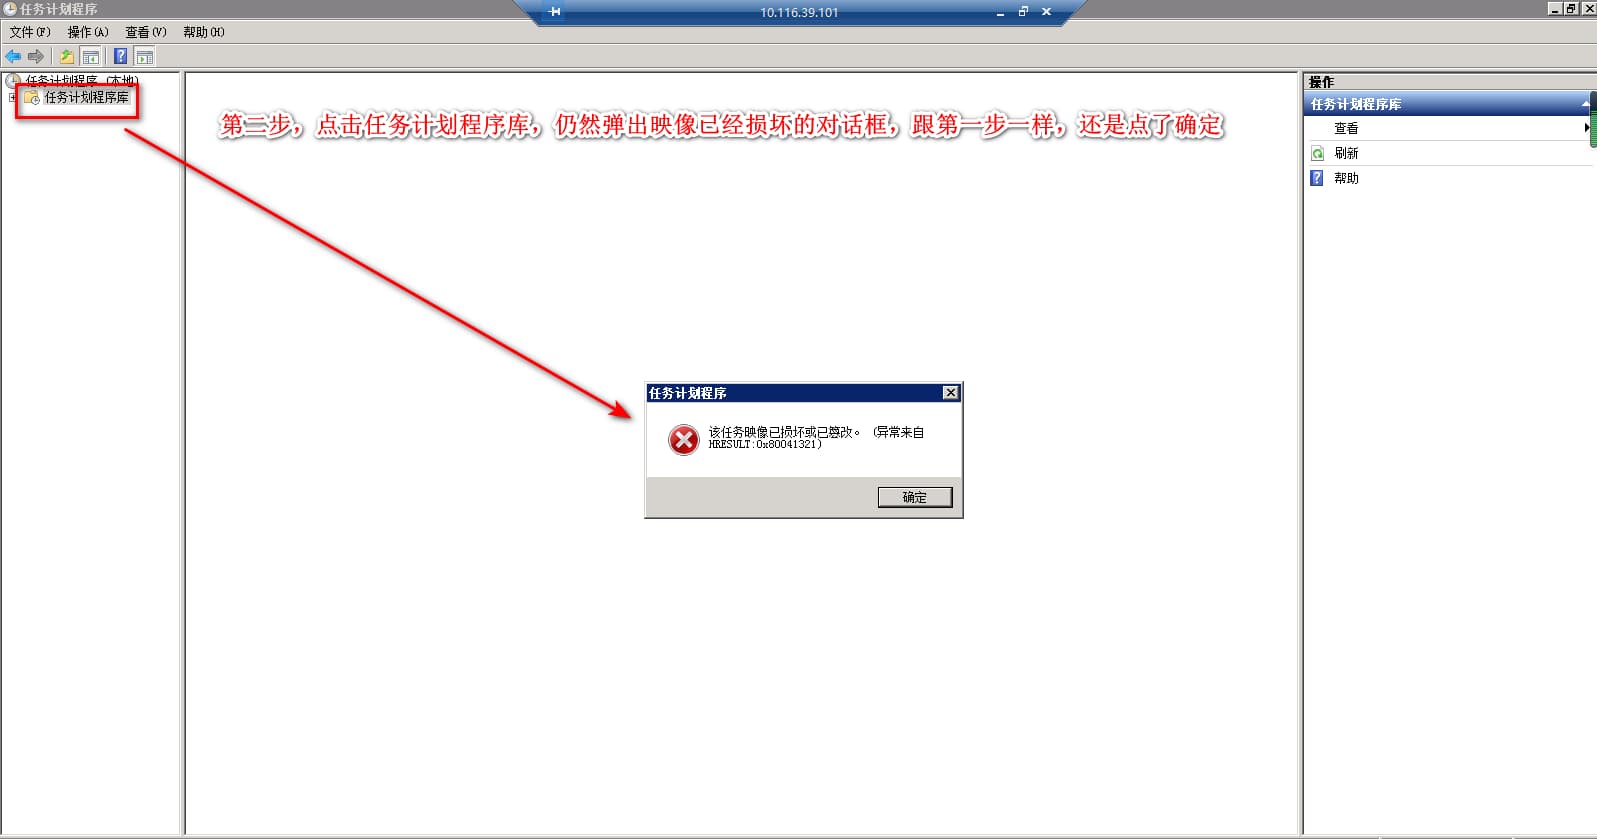 任务计划程序
10.116.39.101
文件(F) 操作(A) 查看(V) 帮助(H)
任务计划程序 (本地)
任务计划程序库
第二步，点击任务计划程序库，仍然弹出映像已经损坏的对话框，跟第一步一样，还是点了确定
任务计划程序
该任务映像已损坏或已篡改。 (异常来自
HRESULT:0x80041321)
确定
操作
任务计划程序库
查看
刷新
帮助